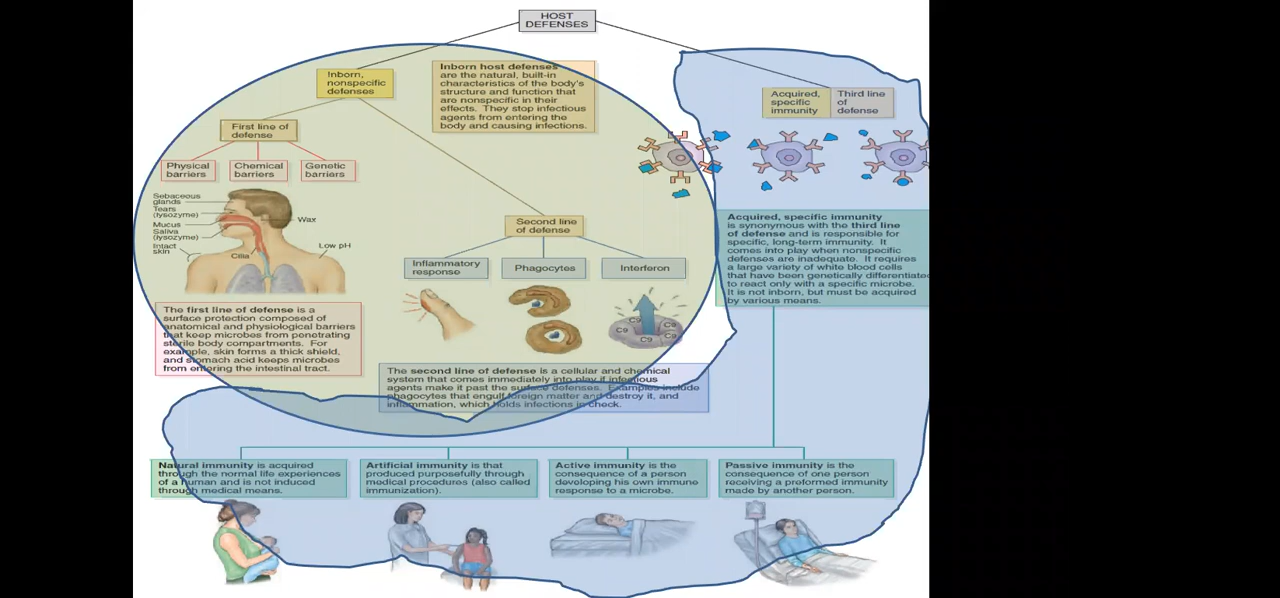 HOST
DEFENSES
Inborn,
nonspecific
defenses
Inborn host defenses
are the natural, built-in
characteristics of the body's
structure and function that
are nonspecific in their
effects. They stop infectious
agents from entering the
body and causing infections.
Acquired,
specific
immunity
Third line
of
defense
First line of
defense
Physical
barriers
Chemical
barriers
Genetic
barriers
Sebaceous
glands
Tears
(lysozyme)
Mucus
Saliva
(lysozyme)
Intact
skin
Wax
Low pH
Cilia
Second line
of defense
Inflammatory
response
Phagocytes
Interferon
C9
C9
C9
C9
C9
Acquired, specific immunity
is synonymous with the third line
of defense and is responsible for
specific, long-term immunity. It
comes into play when nonspecific
defenses are inadequate. It requires
a large variety of white blood cells
that have been genetically differentiated
to react only with a specific microbe.
It is not inborn, but must be acquired
by various means.
The first line of defense is a
surface protection composed of
anatomical and physiological barriers
that keep microbes from penetrating
sterile body compartments. For
example, skin forms a thick shield,
and stomach acid keeps microbes
from entering the intestinal tract.
The second line of defense is a cellular and chemical
system that comes immediately into play if infectious
agents make it past the surface defenses. Examples include
phagocytes that engulf foreign matter and destroy it, and
inflammation, which holds infections in check.
Natural immunity is acquired
through the normal life experiences
of a human and is not induced
through medical means.
Artificial immunity is that
produced purposefully through
medical procedures (also called
immunization).
Active immunity is the
consequence of a person
developing his own immune
response to a microbe.
Passive immunity is the
consequence of one person
receiving a preformed immunity
made by another person.